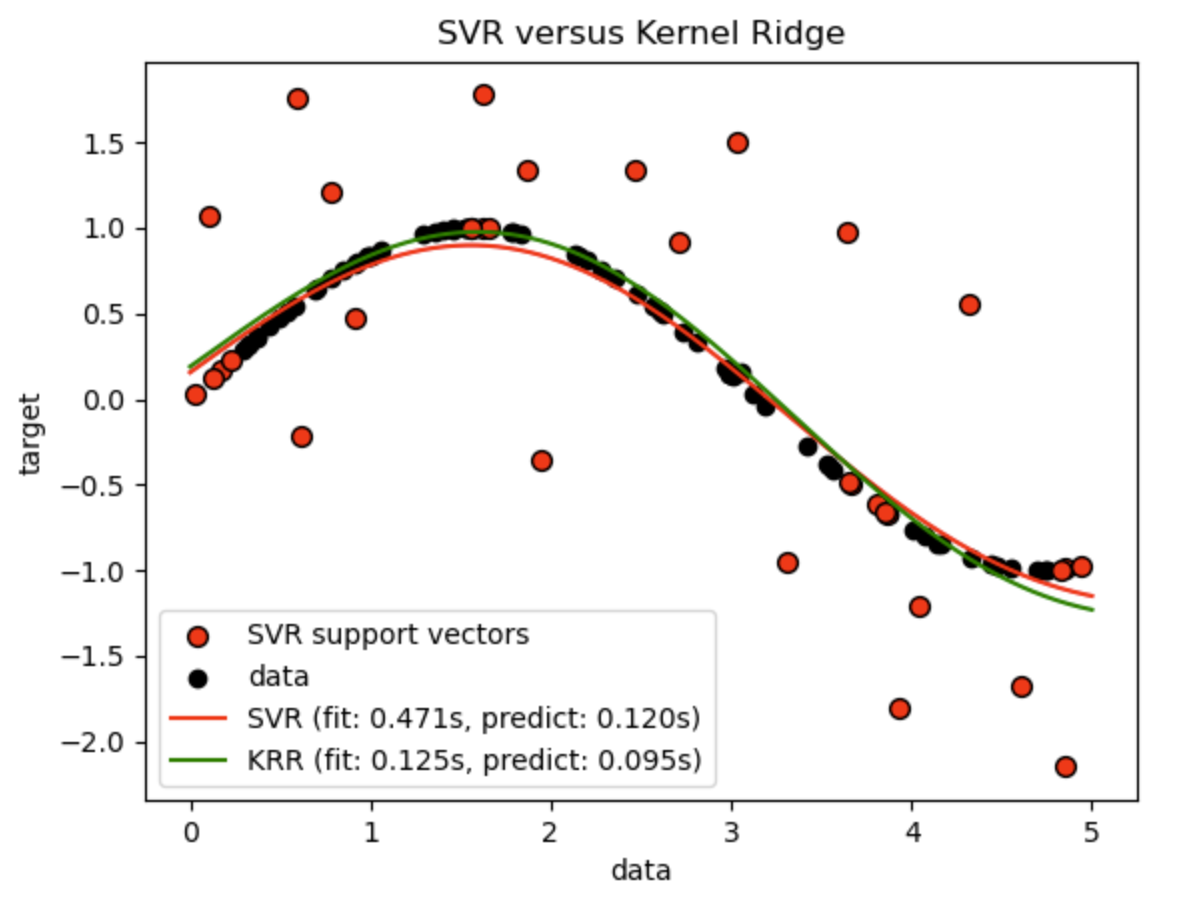 SVR versus Kernel Ridge
1.5
1.0
0.5
0.0
−0.5
−1.0
−1.5
−2.0
target
SVR support vectors
data
SVR (fit: 0.471s, predict: 0.120s)
KRR (fit: 0.125s, predict: 0.095s)
0 1 2 3 4 5
data